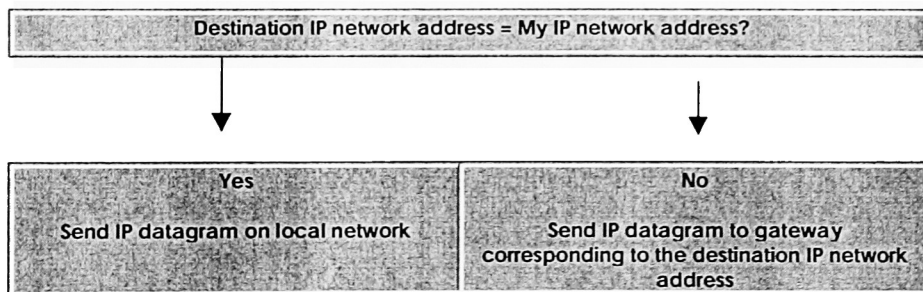 Destination IP network address = My IP network address?
Yes
Send IP datagram on local network
No
Send IP datagram to gateway
corresponding to the destination IP network
address